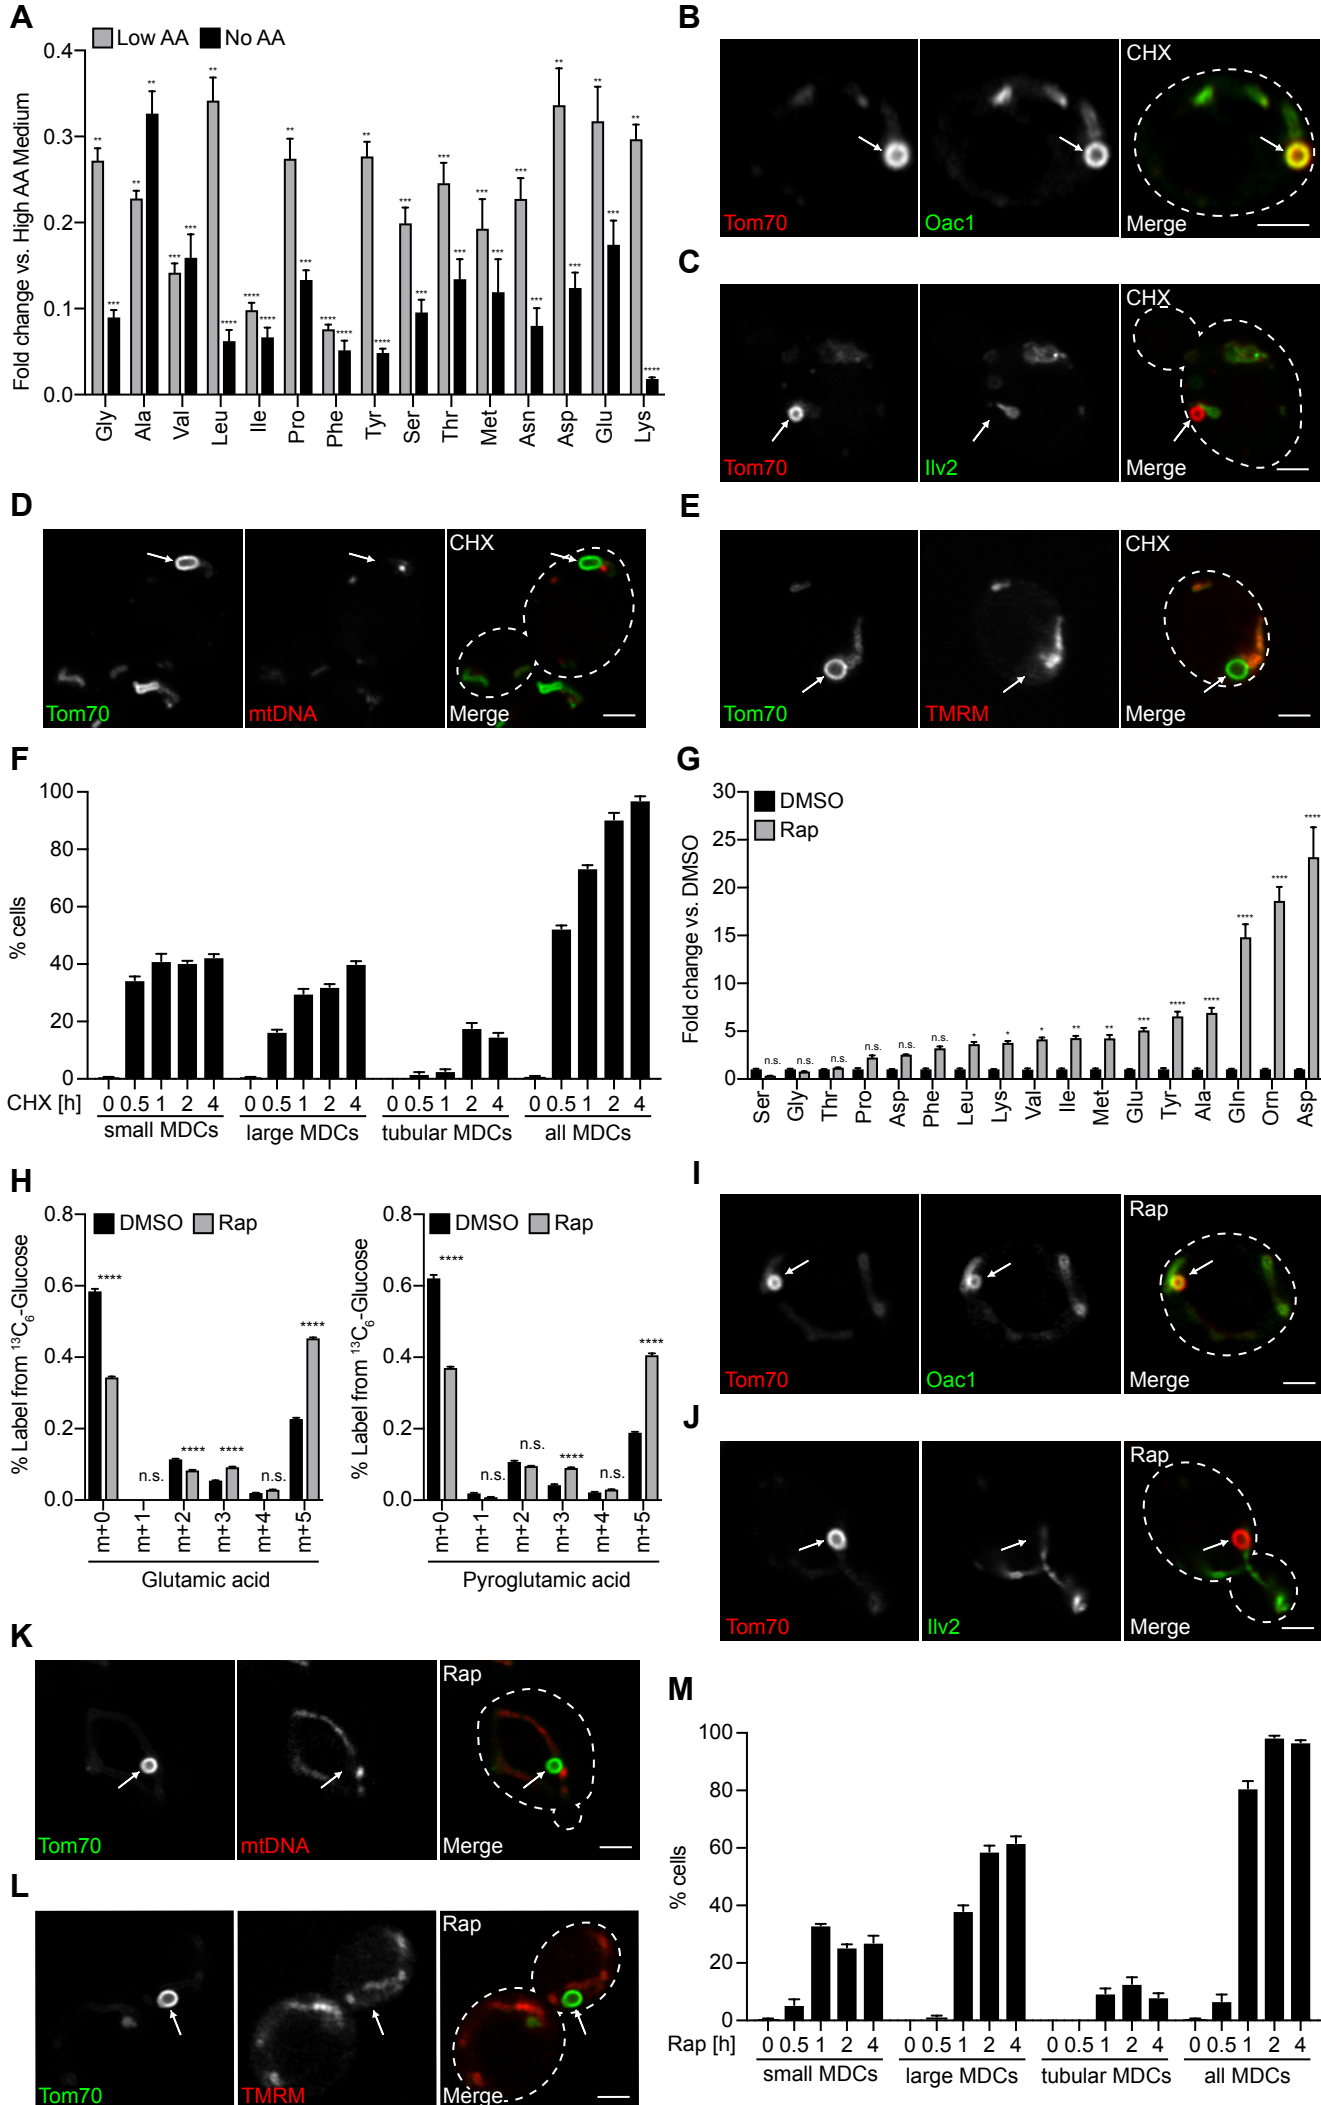 A
Low AA No AA
Fold change vs. High AA Medium
0.4
0.3
0.2
0.1
0.0
** *** ** ** *** *** ** **** **** **** ** *** **** **** ** **** ** *** *** *** *** *** ** *** ** *** ** *** ** ****
Gly Ala Val Leu Ile Pro Phe Tyr Ser Thr Met Asn Asp Glu Lys
B
CHX
Tom70 Oac1 Merge
C
CHX
Tom70 Ilv2 Merge
D
CHX
Tom70 mtDNA Merge
E
CHX
Tom70 TMRM Merge
F
% cells
100
80
60
40
20
0
CHX [h] 0 0.5 1 2 4 0 0.5 1 2 4 0 0.5 1 2 4 0 0.5 1 2 4
small MDCs large MDCs tubular MDCs all MDCs
G
DMSO
Rap
Fold change vs. DMSO
30
25
20
15
10
5
0
n.s. n.s. n.s. n.s. n.s. n.s. * * * ** ** *** **** **** **** **** ****
Ser Gly Thr Pro Asp Phe Leu Lys Val Ile Met Glu Tyr Ala Gln Orn Asp
H
DMSO Rap
% Label from ¹³C₆-Glucose
0.8
0.6
0.4
0.2
0.0
**** n.s. **** **** n.s. ****
m+0 m+1 m+2 m+3 m+4 m+5
Glutamic acid
DMSO Rap
% Label from ¹³C₆-Glucose
0.8
0.6
0.4
0.2
0.0
**** n.s. n.s. **** n.s. ****
m+0 m+1 m+2 m+3 m+4 m+5
Pyroglutamic acid
I
Rap
Tom70 Oac1 Merge
J
Rap
Tom70 Ilv2 Merge
K
Rap
Tom70 mtDNA Merge
L
Rap
Tom70 TMRM Merge
M
% cells
100
80
60
40
20
0
Rap [h] 0 0.5 1 2 4 0 0.5 1 2 4 0 0.5 1 2 4 0 0.5 1 2 4
small MDCs large MDCs tubular MDCs all MDCs